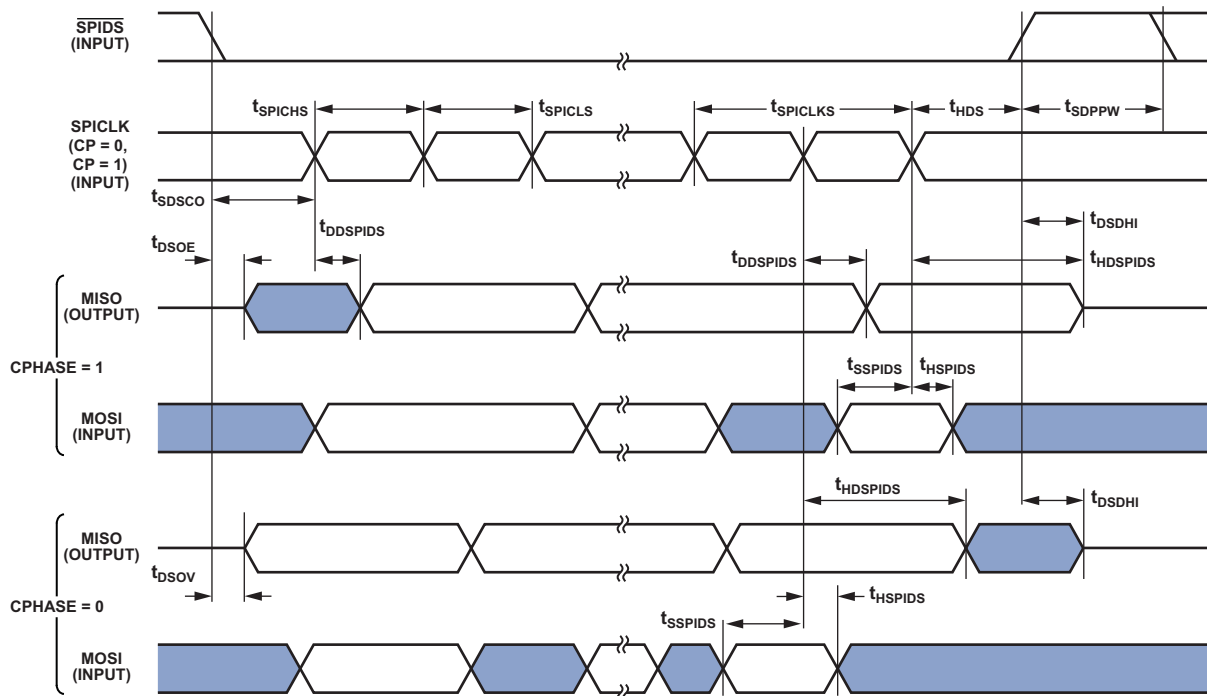 SPIDS
(INPUT)
tSPICHS
tSPICLS
tSPICLKS
tHDS
tSDPPW
SPICLK
(CP = 0,
CP = 1)
(INPUT)
tSDSCO
tDSOE
tDDSPIDS
tDDSPIDS
tDSDHI
tHDSPIDS
MISO
(OUTPUT)
CPHASE = 1
tSSPIDS
tHSPIDS
MOSI
(INPUT)
tHDSPIDS
tDSDHI
MISO
(OUTPUT)
tDSOV
CPHASE = 0
tHSPIDS
tSSPIDS
MOSI
(INPUT)